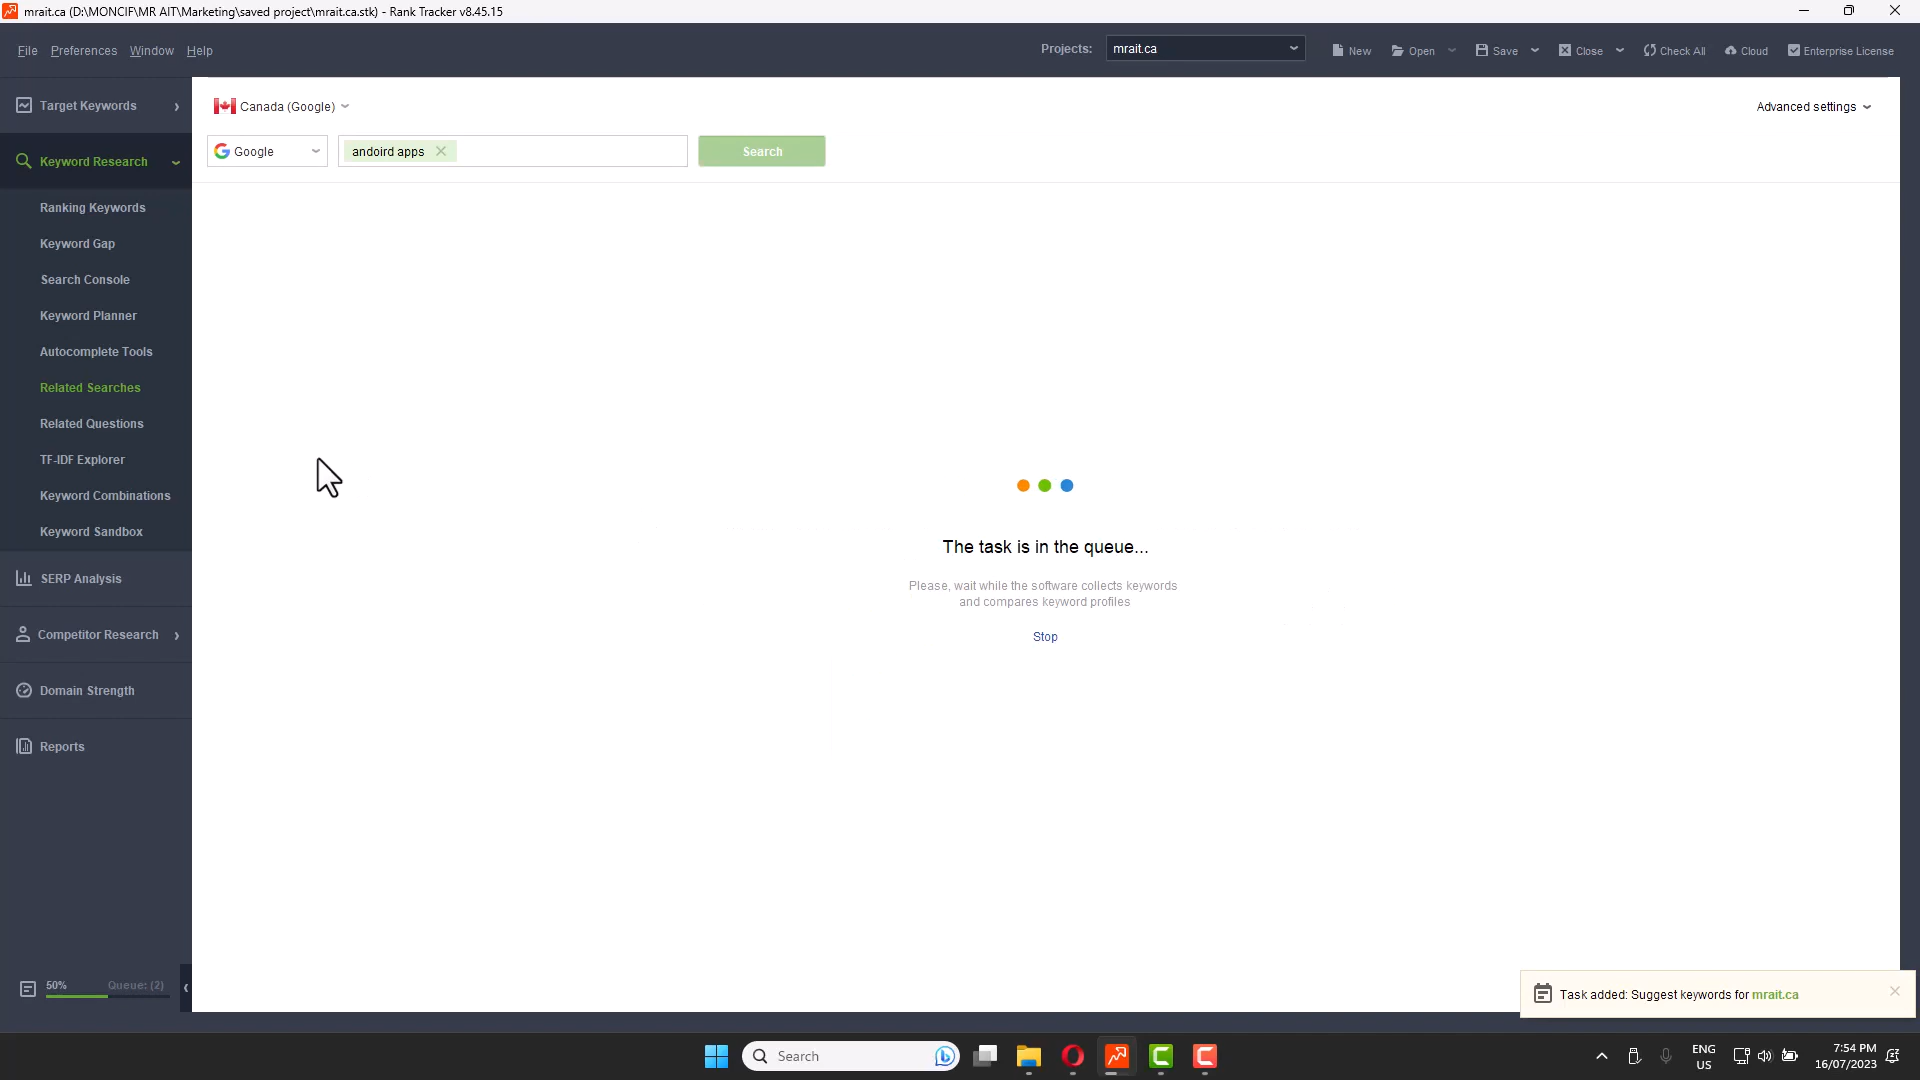 mrait.ca (D:\MONCIF\MR AIT\Marketing\saved project\mrait.ca.stk) - Rank Tracker v8.45.15
File Preferences Window Help
Projects: mrait.ca New Open Save Close Check All Cloud Enterprise License
Target Keywords
Canada (Google)
Advanced settings
Google
andoird apps
Search
Keyword Research
Ranking Keywords
Keyword Gap
Search Console
Keyword Planner
Autocomplete Tools
Related Searches
Related Questions
TF-IDF Explorer
Keyword Combinations
Keyword Sandbox
SERP Analysis
Competitor Research
Domain Strength
Reports
The task is in the queue...
Please, wait while the software collects keywords
and compares keyword profiles
Stop
50% Queue: (2)
Task added: Suggest keywords for mrait.ca
Search
ENG
US
7:54 PM
16/07/2023